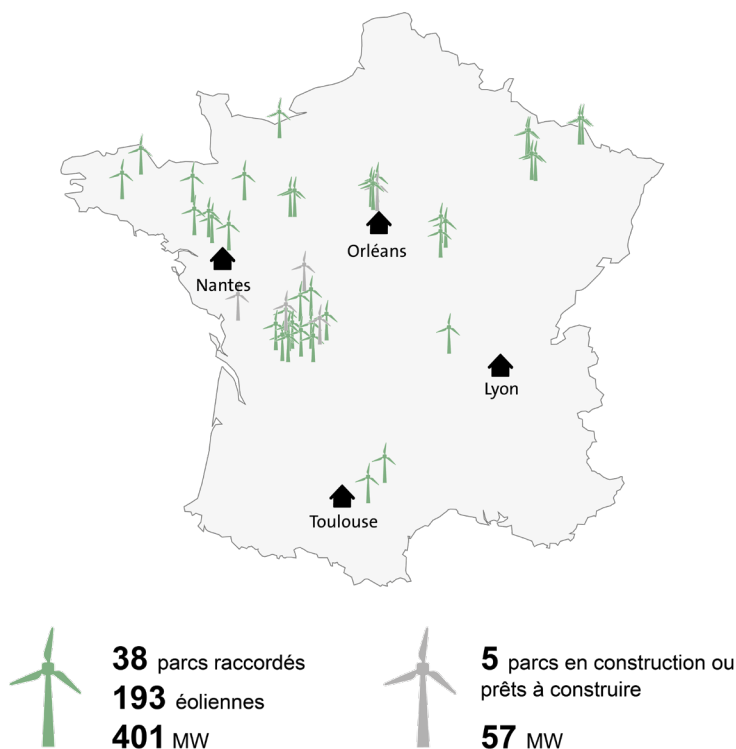 Orléans
Nantes
Lyon
Toulouse
38 parcs raccordés
193 éoliennes
401 MW
5 parcs en construction ou
prêts à construire
57 MW